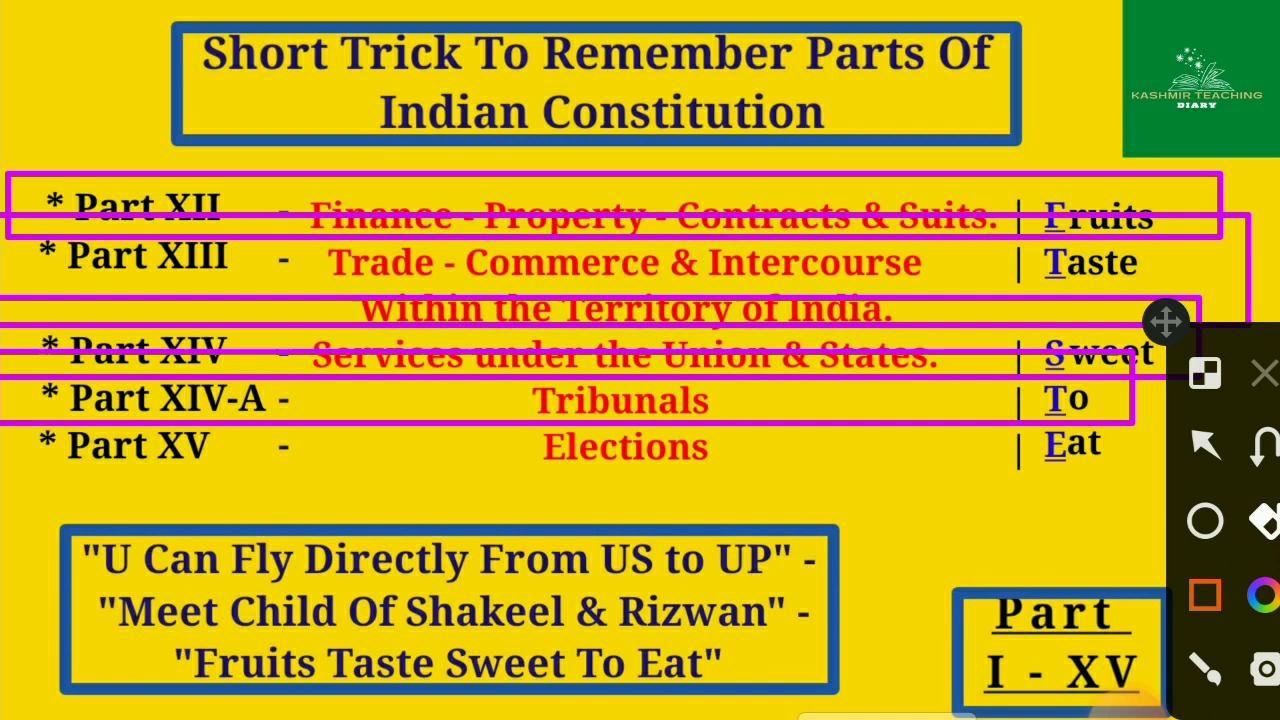 Short Trick To Remember Parts Of
Indian Constitution
KASHMIR TEACHING
DIARY
* Part XII - Finance - Property - Contracts & Suits. | Fruits
* Part XIII - Trade - Commerce & Intercourse | Taste
Within the Territory of India.
* Part XIV - Services under the Union & States. | Sweet
* Part XIV-A - Tribunals | To
* Part XV - Elections | Eat
"U Can Fly Directly From US to UP" -
"Meet Child Of Shakeel & Rizwan" -
"Fruits Taste Sweet To Eat"
Part
I - XV